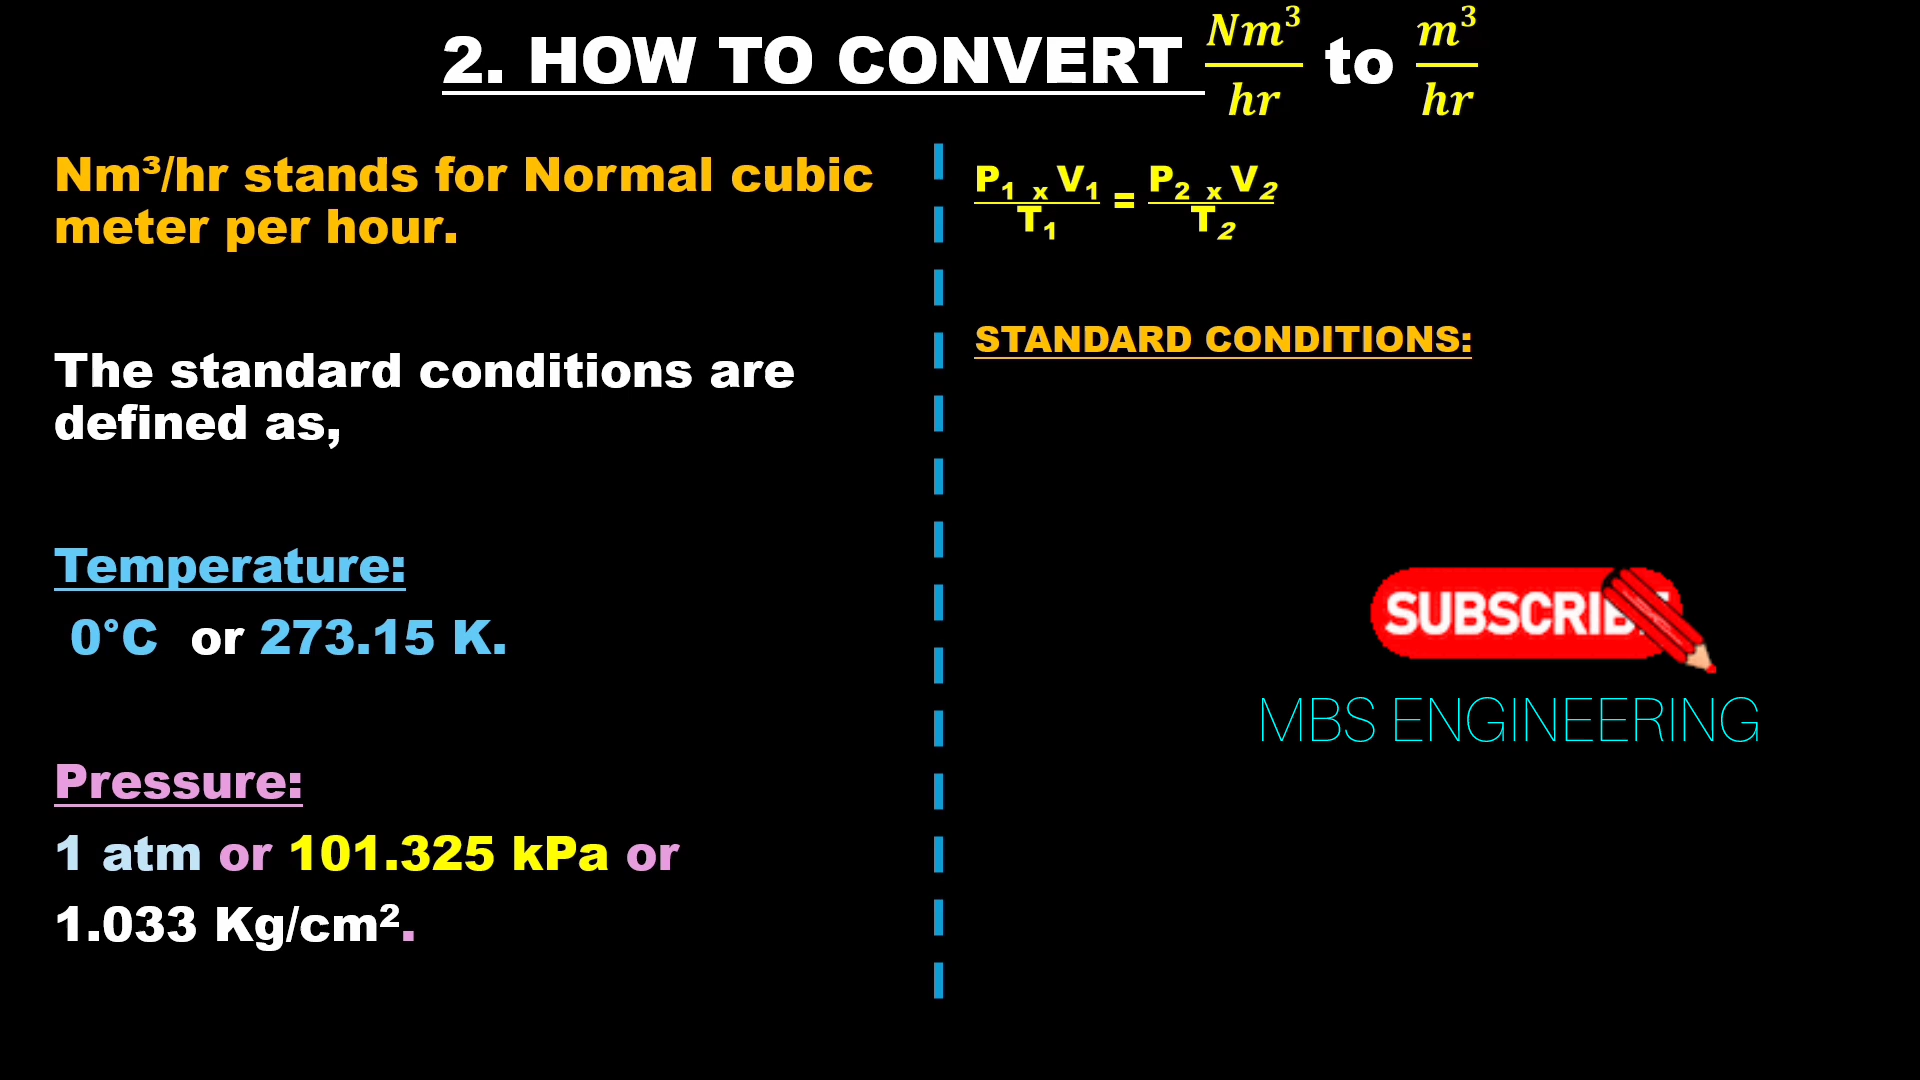 2. HOW TO CONVERT Nm³/hr to m³/hr
Nm³/hr stands for Normal cubic
meter per hour.
The standard conditions are
defined as,
Temperature:
0°C or 273.15 K.
Pressure:
1 atm or 101.325 kPa or
1.033 Kg/cm².
P₁ x V₁ / T₁ = P₂ x V₂ / T₂
STANDARD CONDITIONS:
SUBSCRIBE
MBS ENGINEERING